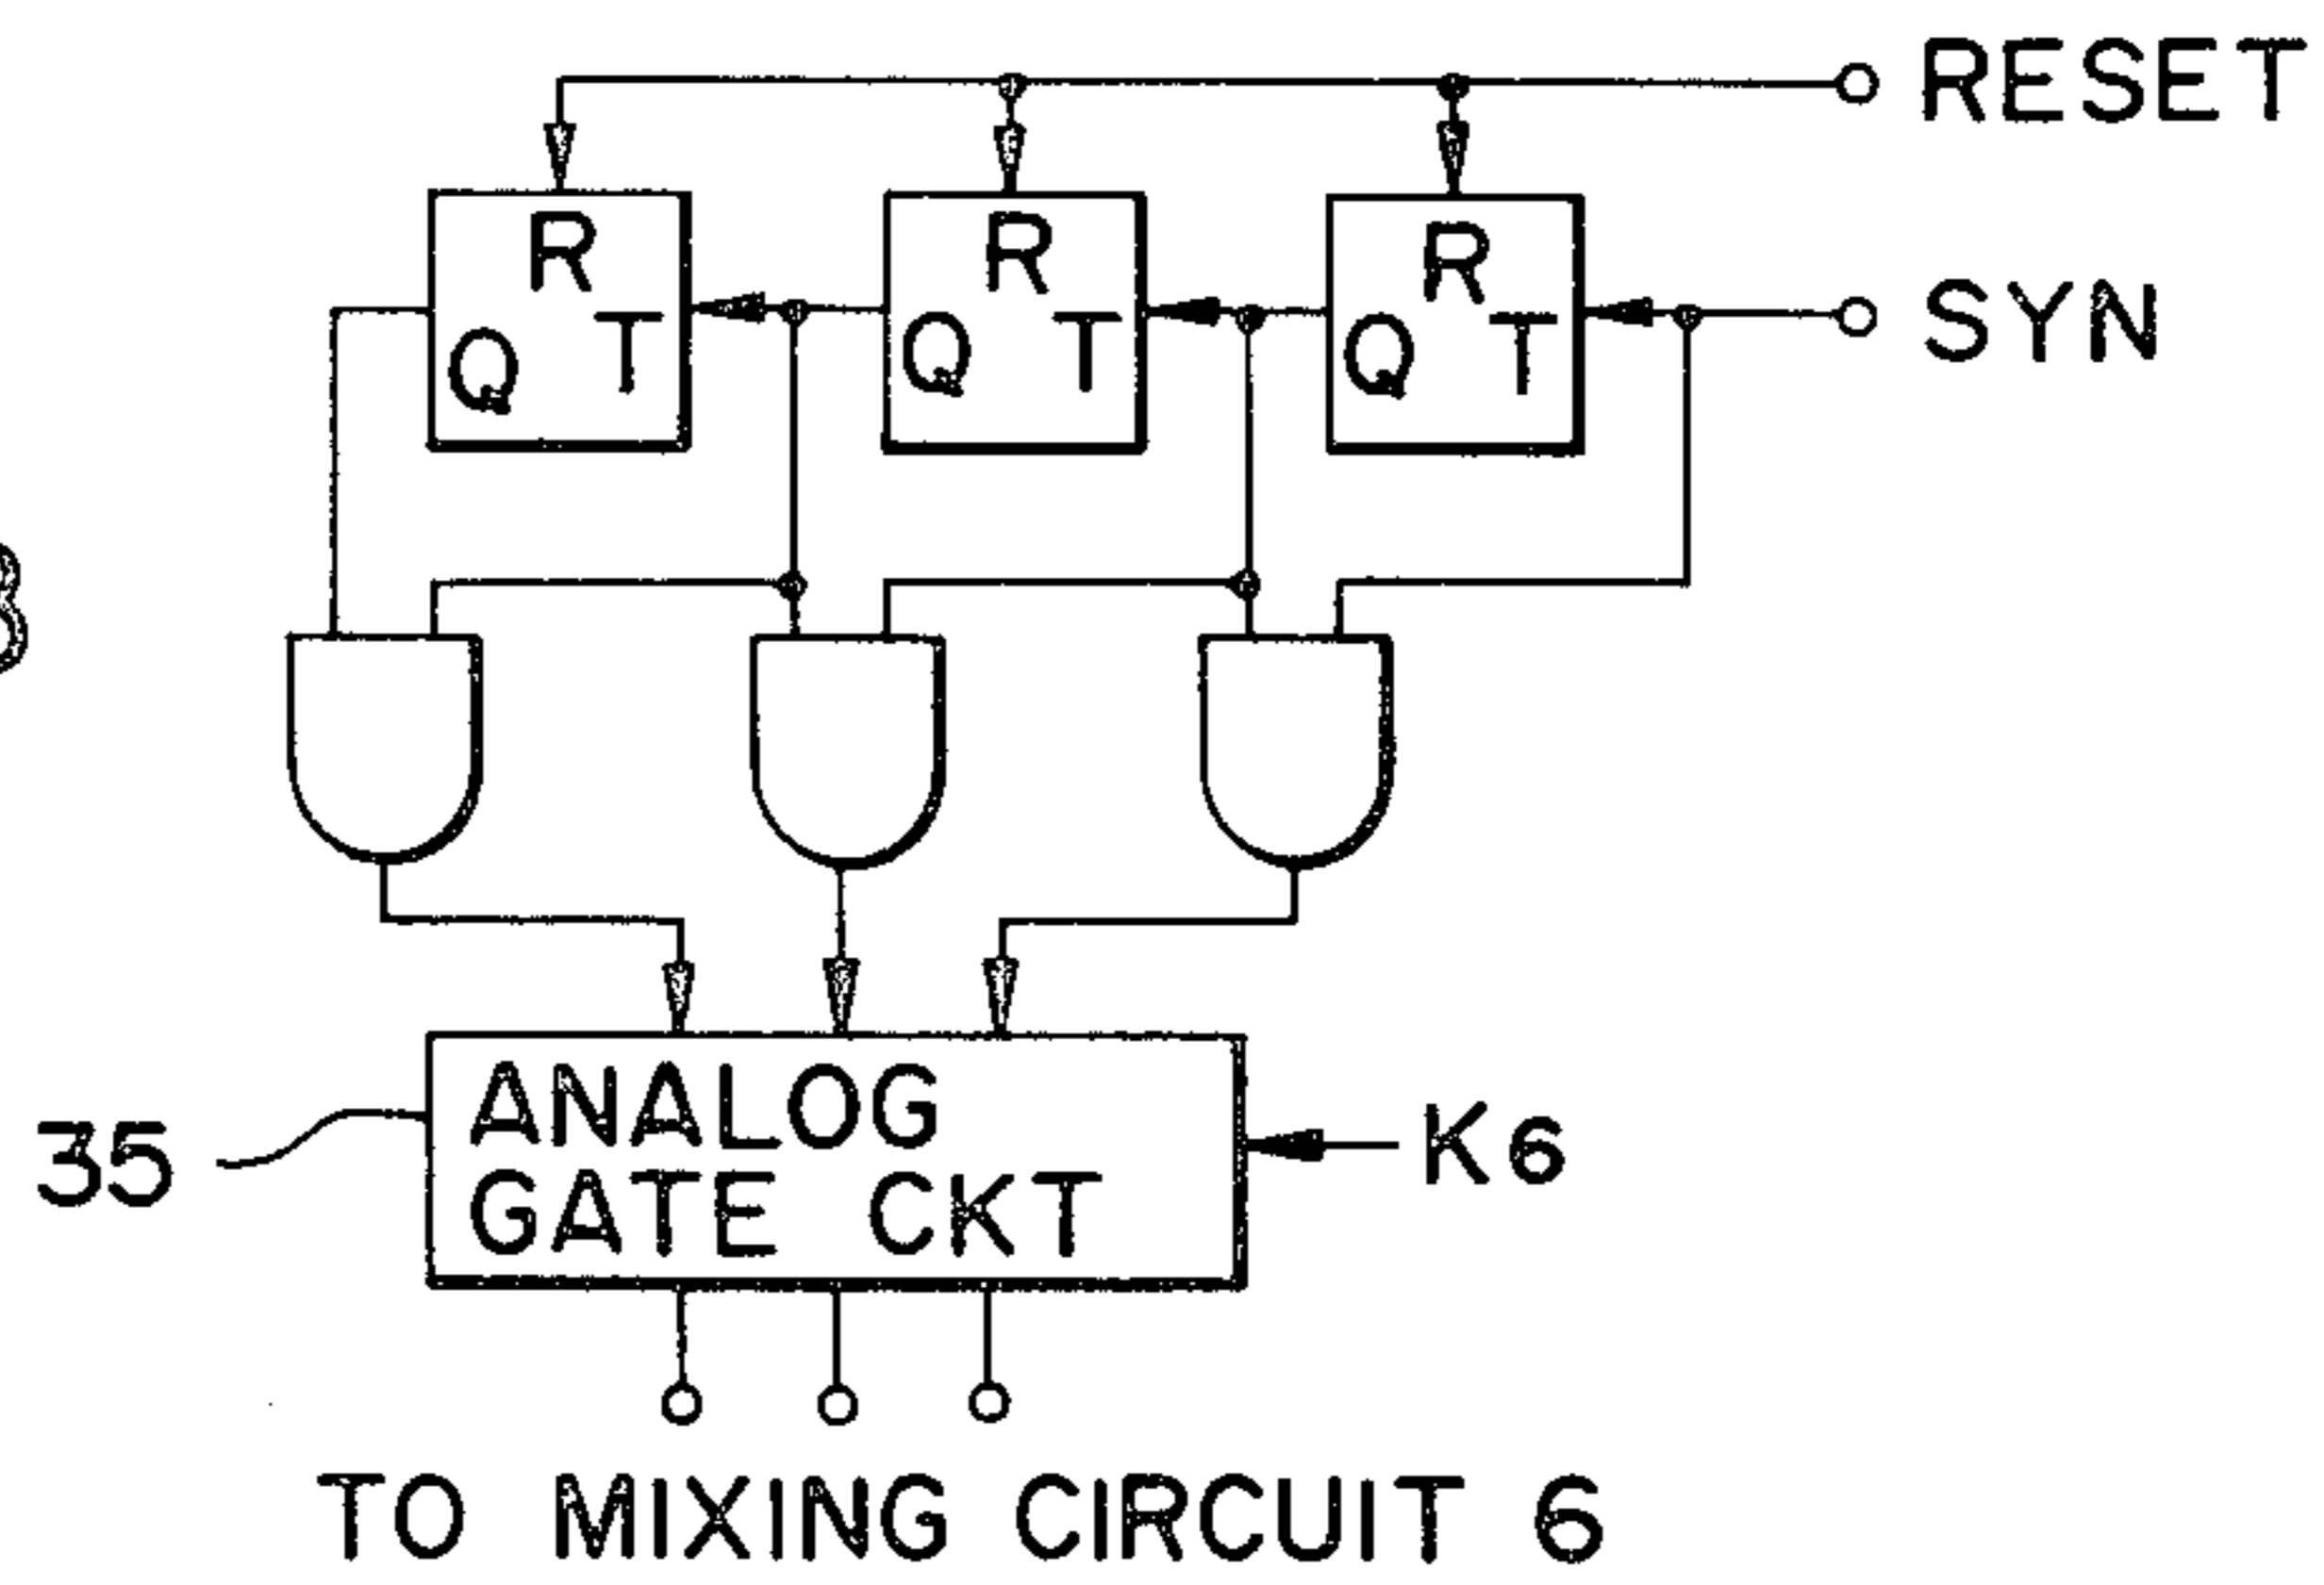 RESET
R
R
R
SYN
Q T
Q T
Q T
35
ANALOG
GATE CKT
K6
TO MIXING CIRCUIT 6